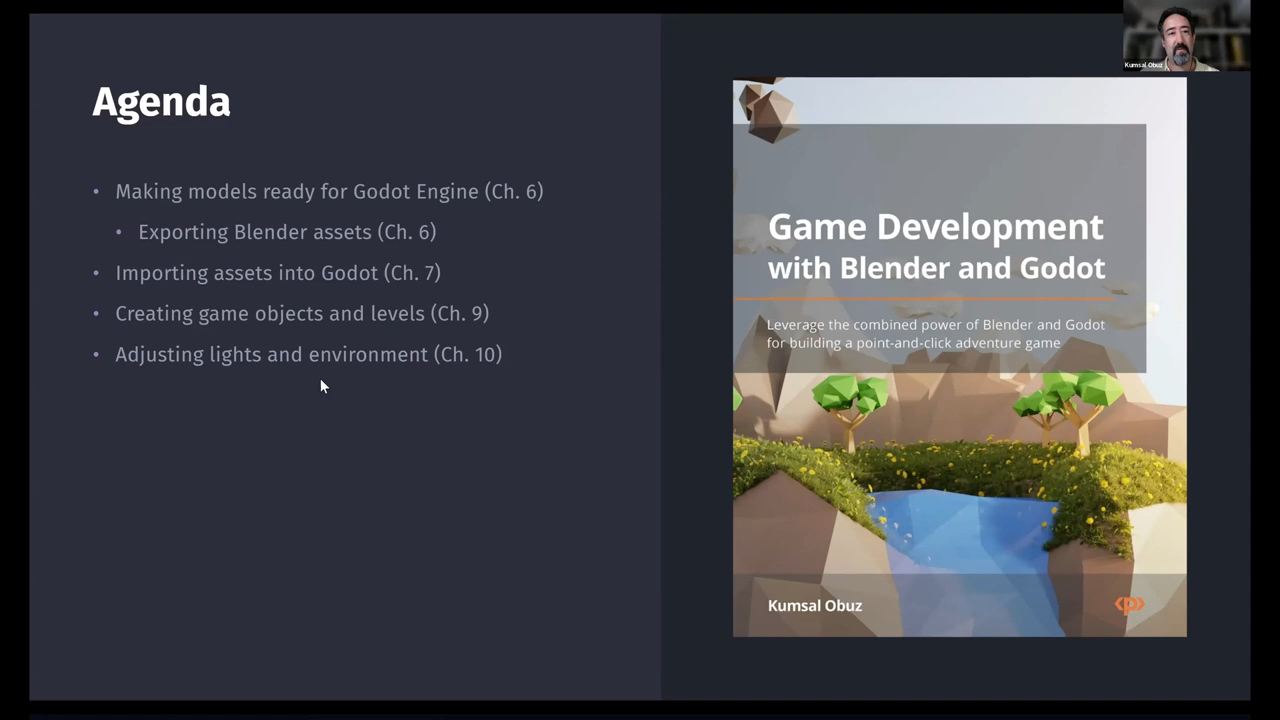 Agenda
• Making models ready for Godot Engine (Ch. 6)
• Exporting Blender assets (Ch. 6)
• Importing assets into Godot (Ch. 7)
• Creating game objects and levels (Ch. 9)
• Adjusting lights and environment (Ch. 10)
Kumsal Obuz
Game Development
with Blender and Godot
Leverage the combined power of Blender and Godot
for building a point-and-click adventure game
Kumsal Obuz
<p>